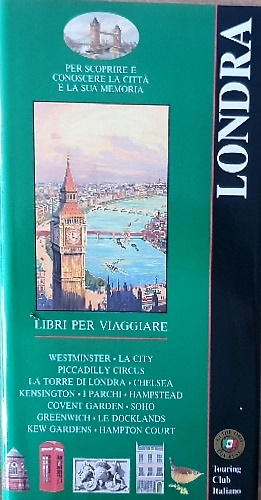 PER SCOPRIRE E
CONOSCERE LA CITTÀ
E LA SUA MEMORIA
LONDRA
LIBRI PER VIAGGIARE
WESTMINSTER • LA CITY
PICCADILLY CIRCUS
LA TORRE DI LONDRA • CHELSEA
KENSINGTON • I PARCHI • HAMPSTEAD
COVENT GARDEN • SOHO
GREENWICH • LE DOCKLANDS
KEW GARDENS • HAMPTON COURT
Touring
Club
Italiano